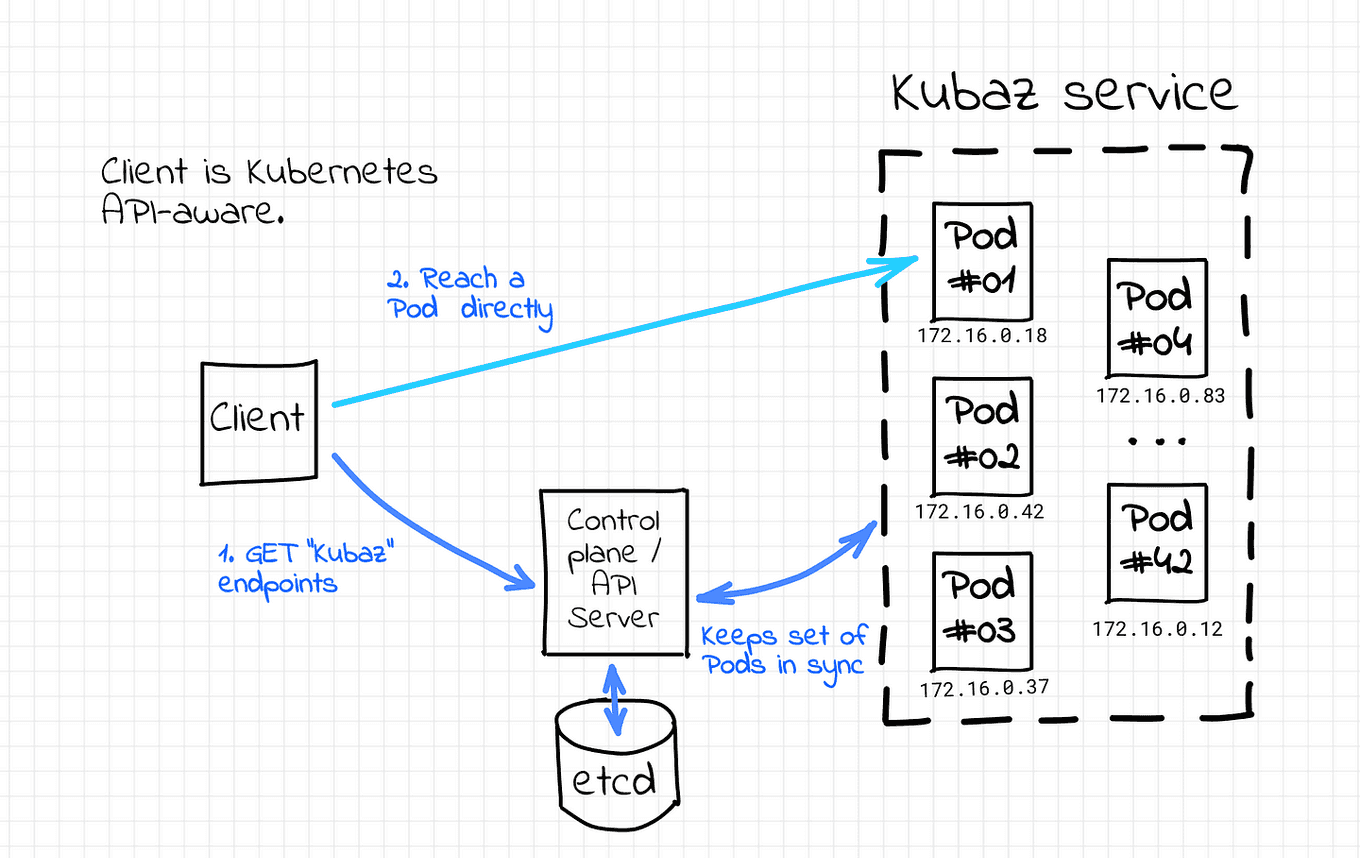 Kubaz service
Client is Kubernetes
API-aware.
2. Reach a
Pod directly
Client
1. GET "Kubaz"
endpoints
Control
plane /
API
Server
Keeps set of
Pods in sync
etcd
Pod
#01
172.16.0.18
Pod
#02
172.16.0.42
Pod
#03
172.16.0.37
Pod
#04
172.16.0.83
...
Pod
#42
172.16.0.12